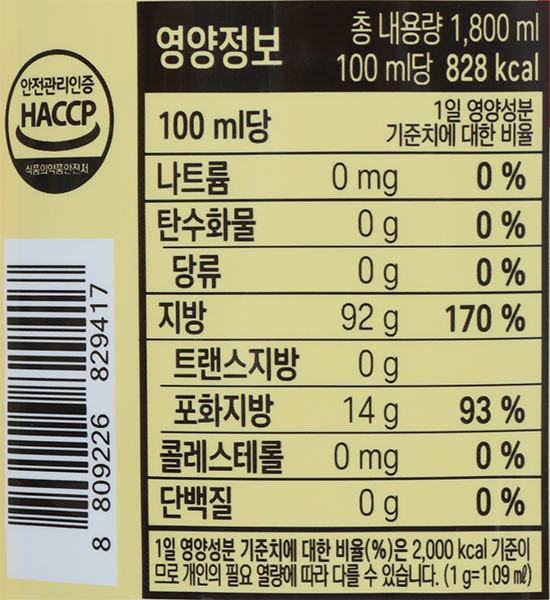 영양정보
총 내용량 1,800 ml
100 ml당 828 kcal
안전관리인증
HACCP
식품의약품안전처
100 ml당
1일 영양성분
기준치에 대한 비율
나트륨 0 mg 0 %
탄수화물 0 g 0 %
당류 0 g 0 %
지방 92 g 170 %
트랜스지방 0 g
포화지방 14 g 93 %
콜레스테롤 0 mg 0 %
단백질 0 g 0 %
1일 영양성분 기준치에 대한 비율(%)은 2,000 kcal 기준이
므로 개인의 필요 열량에 따라 다를 수 있습니다. (1 g=1.09 ㎖)
8 809226 829417